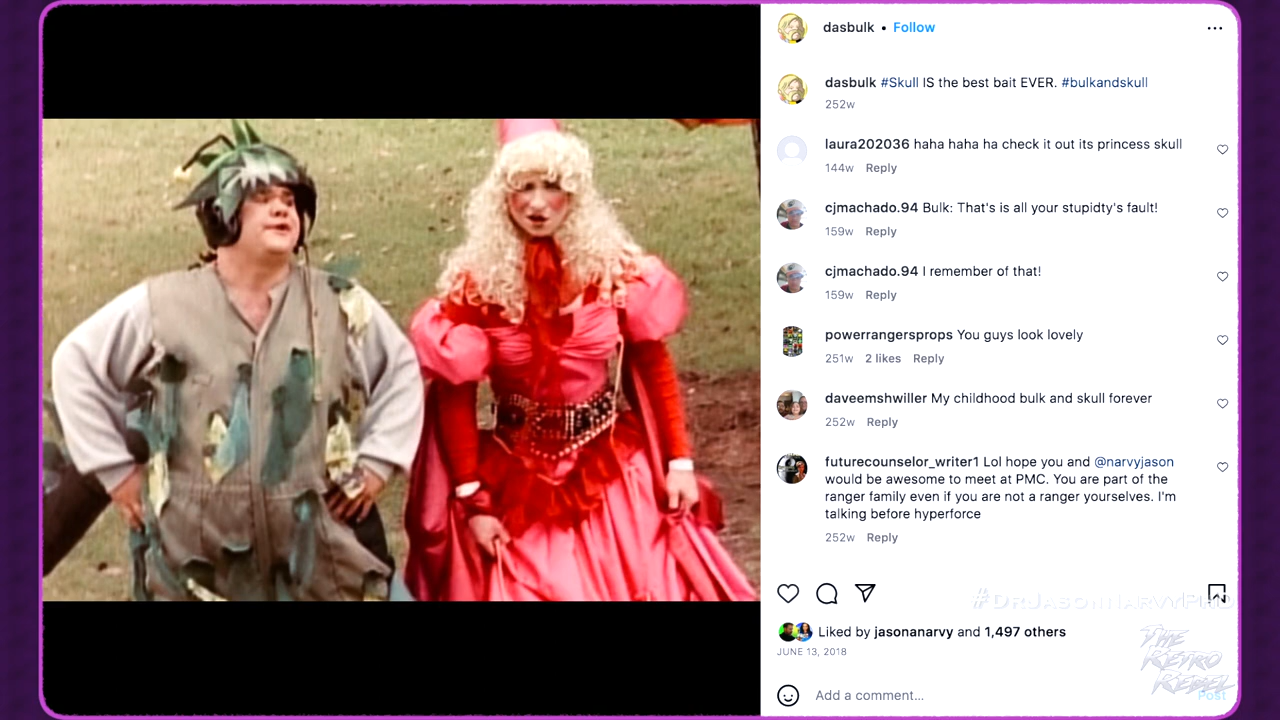 dasbulk • Follow
dasbulk #Skull IS the best bait EVER. #bulkandskull
252w
laura202036 haha haha ha check it out its princess skull
144w Reply
cjmachado.94 Bulk: That's is all your stupidty's fault!
159w Reply
cjmachado.94 I remember of that!
159w Reply
powerrangersprops You guys look lovely
251w 2 likes Reply
daveemshwiller My childhood bulk and skull forever
252w Reply
futurecounselor_writer1 Lol hope you and @narvyjason
would be awesome to meet at PMC. You are part of the
ranger family even if you are not a ranger yourselves. I'm
talking before hyperforce
252w Reply
#DRJASONNARVYPHD
Liked by jasonanarvy and 1,497 others
JUNE 13, 2018
THE
RETRO
REBEL
Add a comment...
Post